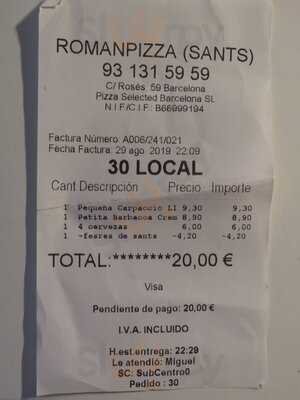 ROMANPIZZA (SANTS)
93 131 59 59
C/ Rosés 59 Barcelona
Pizza Selected Barcelona SL
N.I.F/C.I.F.: B66999194
Factura Número: A006/241/021
Fecha Factura: 29 ago. 2019 22:09
30 LOCAL
Cant Descripción Precio Importe
1 Pequeña Carpaccio LI 9,30 9,30
1 Petita Barbacoa Crem 8,90 8,90
1 4 cervezas 6,00 6,00
1 -fesres de sants -4,20 -4,20
TOTAL:********20,00 €
Visa
Pendiente de pago: 20,00 €
I.V.A. INCLUIDO
H.est.entrega: 22:29
Le atendió: Miguel
SC: SubCentro0
Pedido : 30